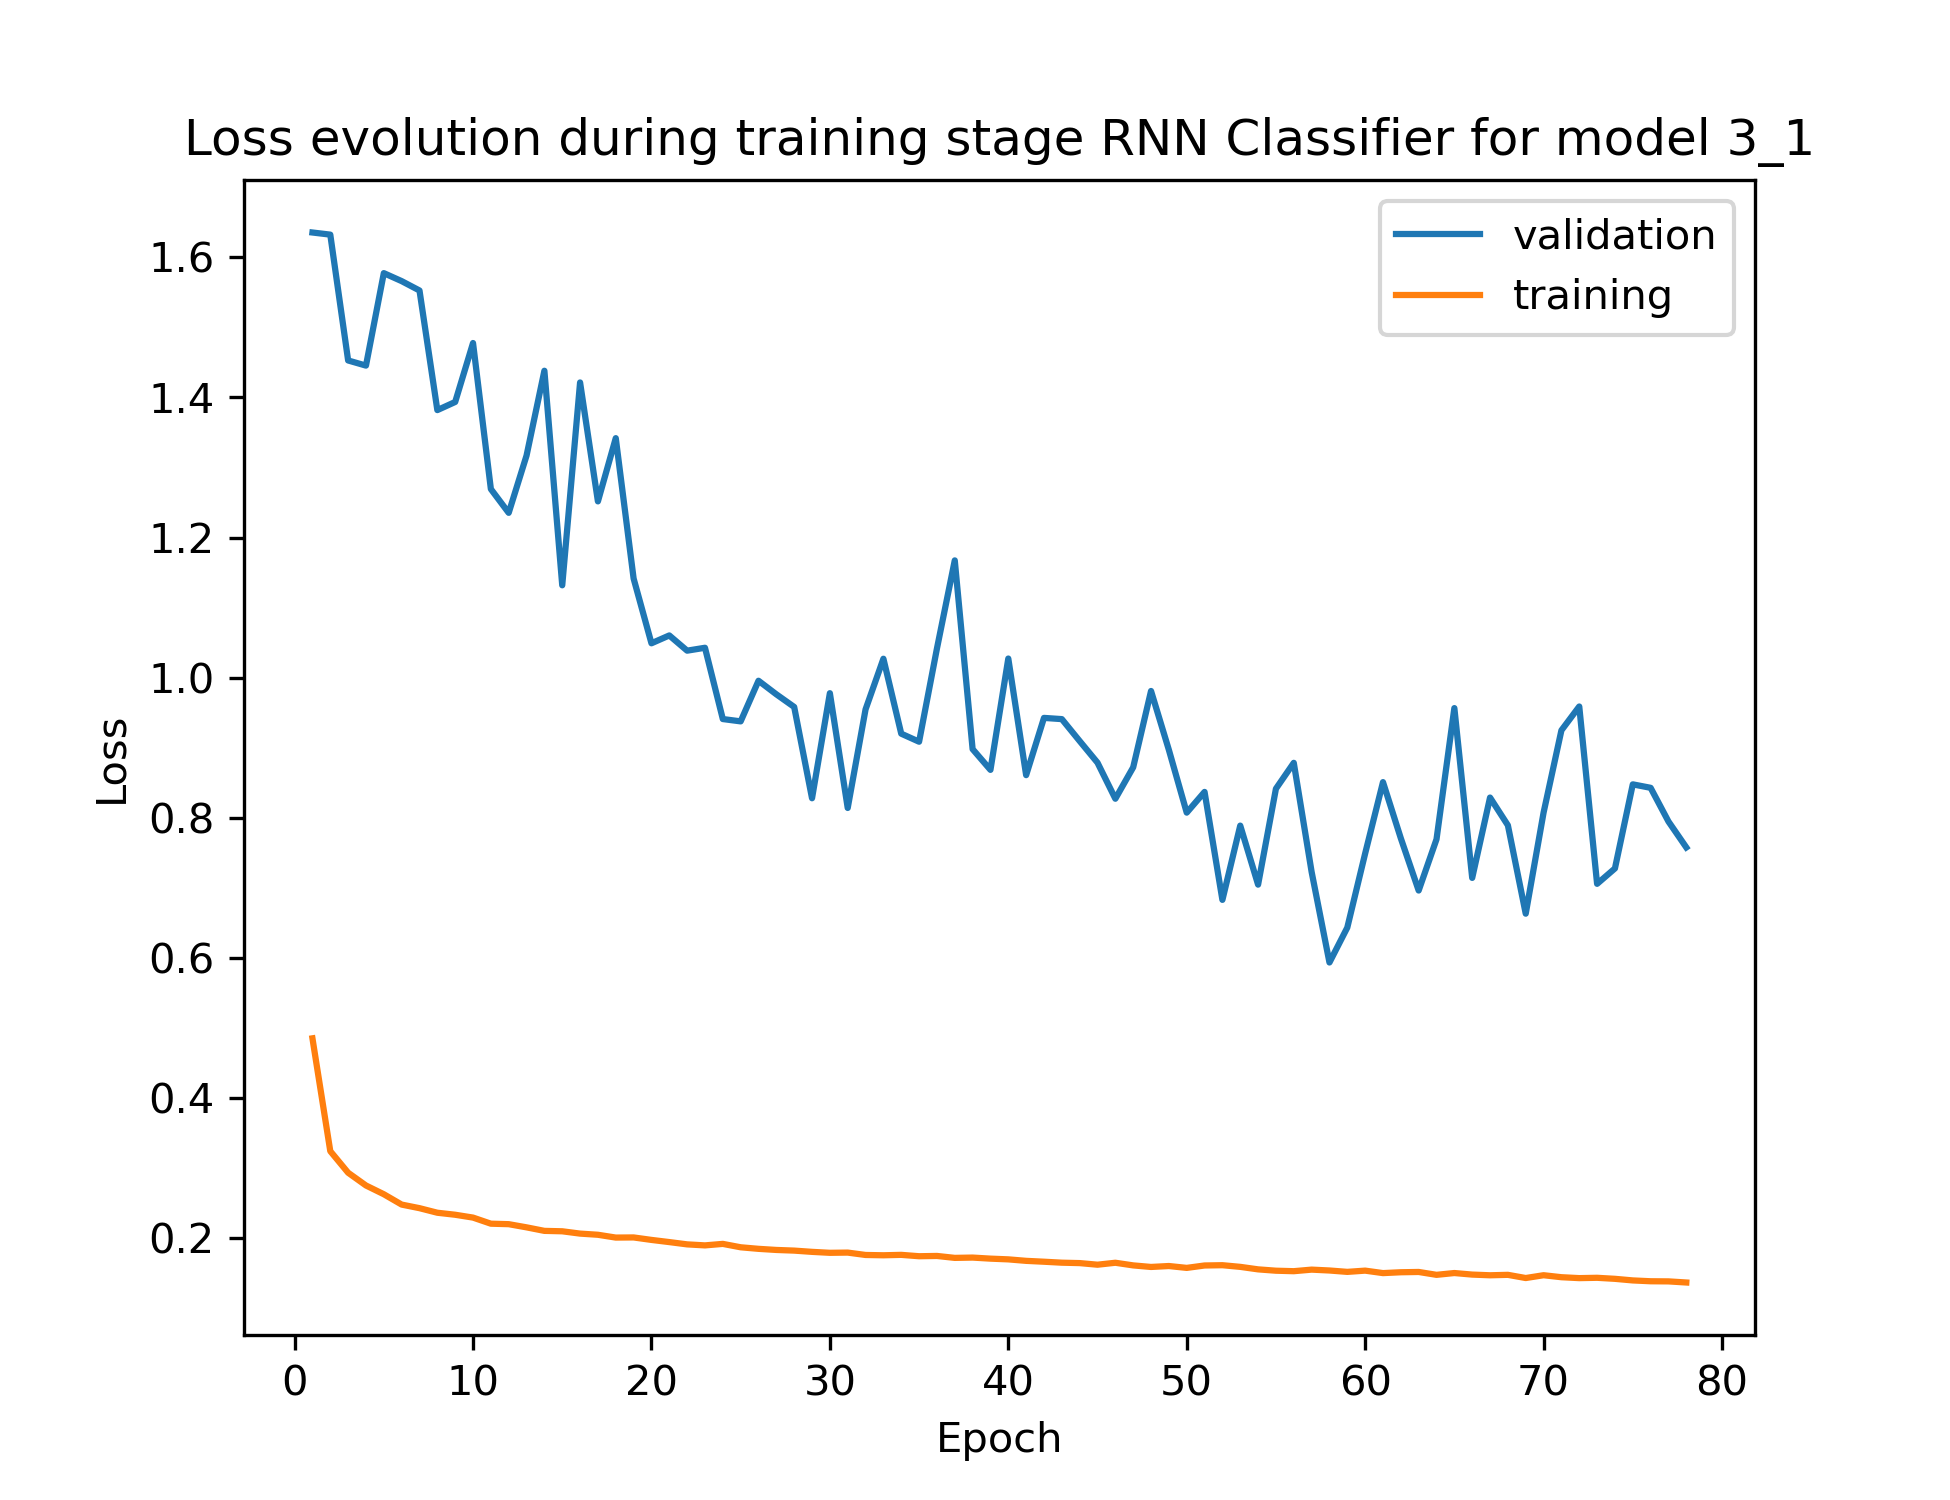 Loss evolution during training stage RNN Classifier for model 3_1
validation
training
1.6
1.4
1.2
1.0
0.8
0.6
0.4
0.2
Loss
0 10 20 30 40 50 60 70 80
Epoch